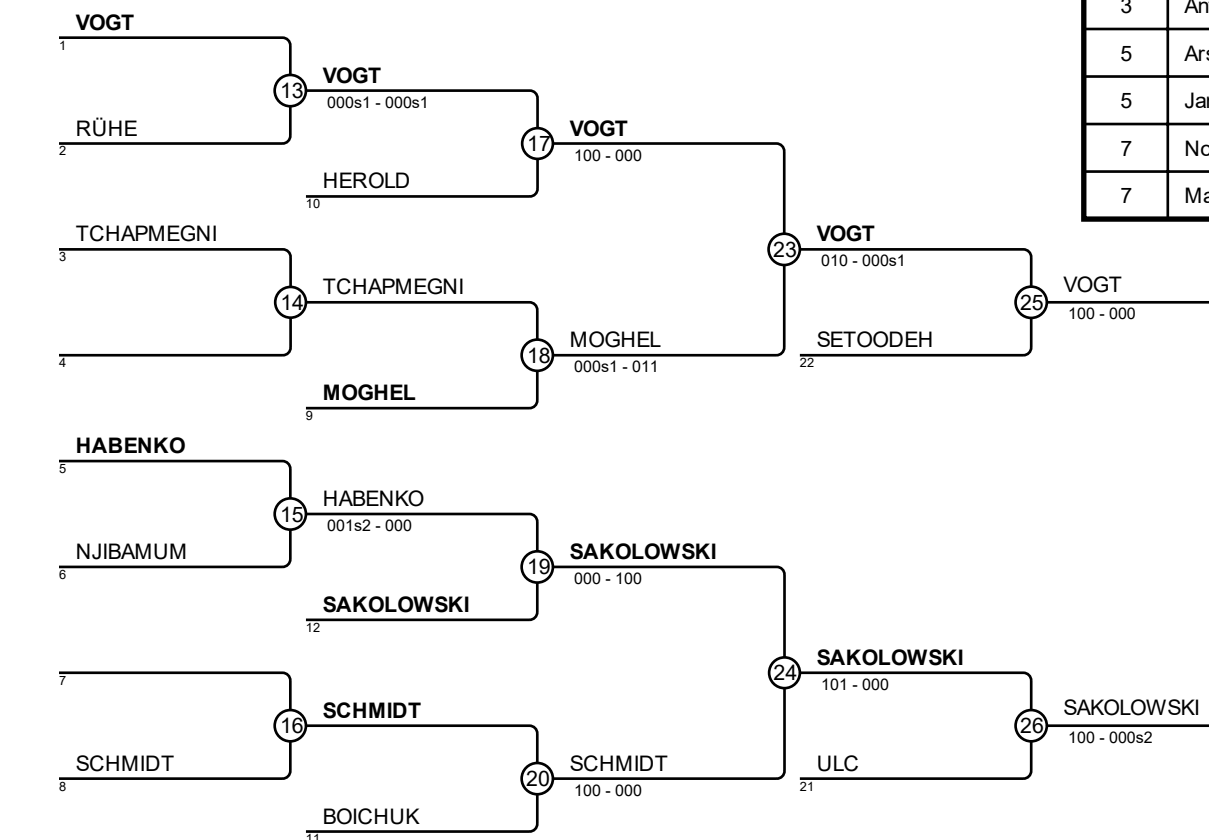 VOGT
1
13
VOGT
000s1 - 000s1
RÜHE
2
17
VOGT
100 - 000
HEROLD
10
TCHAPMEGNI
3
14
TCHAPMEGNI
4
18
MOGHEL
000s1 - 011
MOGHEL
9
23
VOGT
010 - 000s1
SETOODEH
22
25
VOGT
100 - 000
HABENKO
5
15
HABENKO
001s2 - 000
NJIBAMUM
6
19
SAKOLOWSKI
000 - 100
SAKOLOWSKI
12
7
16
SCHMIDT
SCHMIDT
8
20
SCHMIDT
100 - 000
BOICHUK
11
24
SAKOLOWSKI
101 - 000
ULC
21
26
SAKOLOWSKI
100 - 000s2
3
5
5
7
7